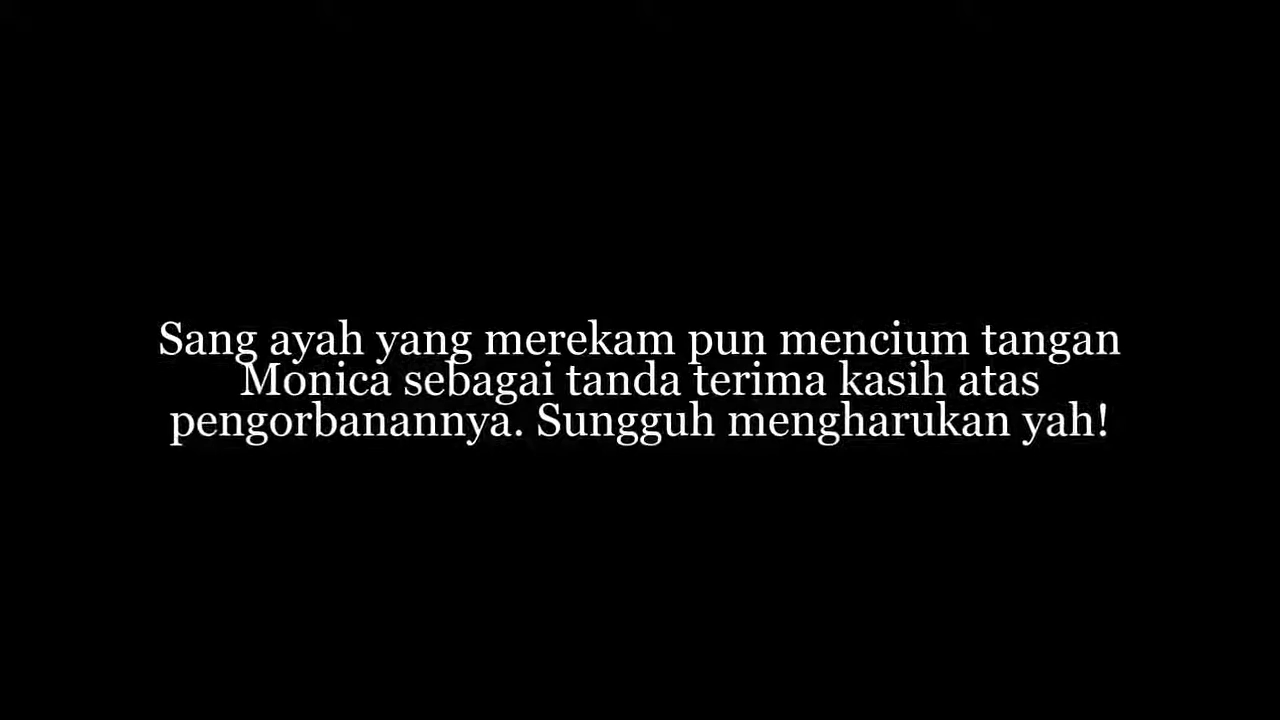 Sang ayah yang merekam pun mencium tangan
Monica sebagai tanda terima kasih atas
pengorbanannya. Sungguh mengharukan yah!